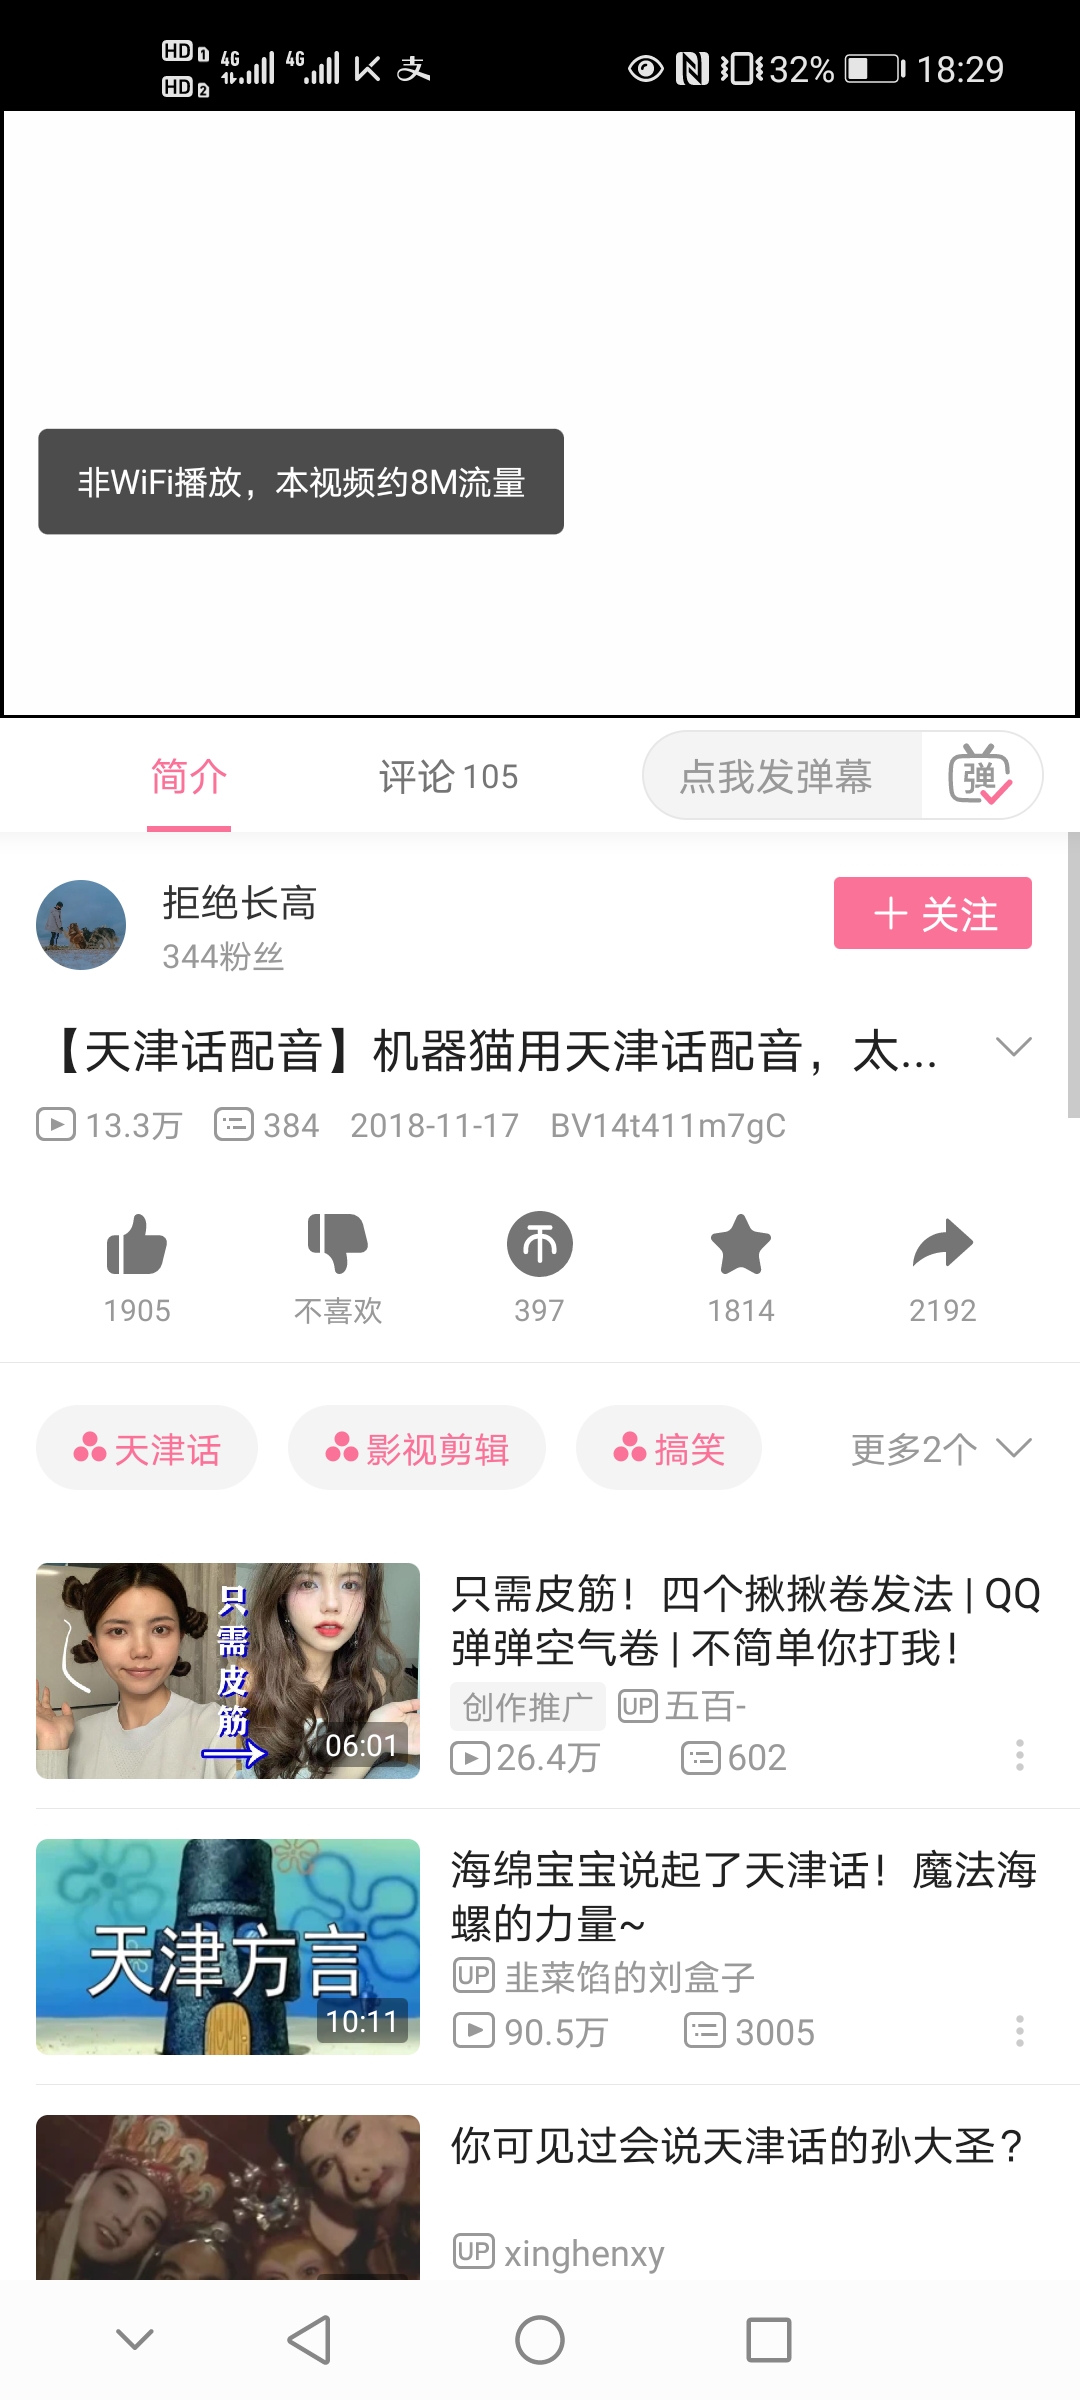 HD 1 4G 4G 32% 18:29
HD 2
非WiFi播放，本视频约8M流量
简介 评论 105 点我发弹幕 弹
拒绝长高
344粉丝
+ 关注
【天津话配音】机器猫用天津话配音，太...
13.3万 384 2018-11-17 BV14t411m7gC
1905 不喜欢 397 1814 2192
天津话 影视剪辑 搞笑 更多2个
只需皮筋
06:01
只需皮筋！四个揪揪卷发法 | QQ
弹弹空气卷 | 不简单你打我！
创作推广 UP 五百-
26.4万 602
天津方言
10:11
海绵宝宝说起了天津话！魔法海
螺的力量~
UP 韭菜馅的刘盒子
90.5万 3005
你可见过会说天津话的孙大圣？
UP xinghenxy